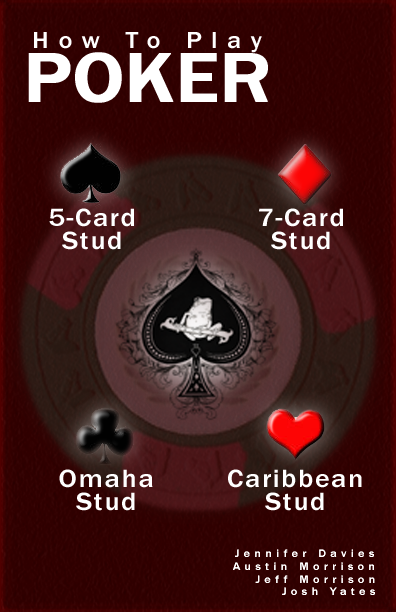 How To Play
POKER
5-Card
Stud
7-Card
Stud
Omaha
Stud
Caribbean
Stud
Jennifer Davies
Austin Morrison
Jeff Morrison
Josh Yates